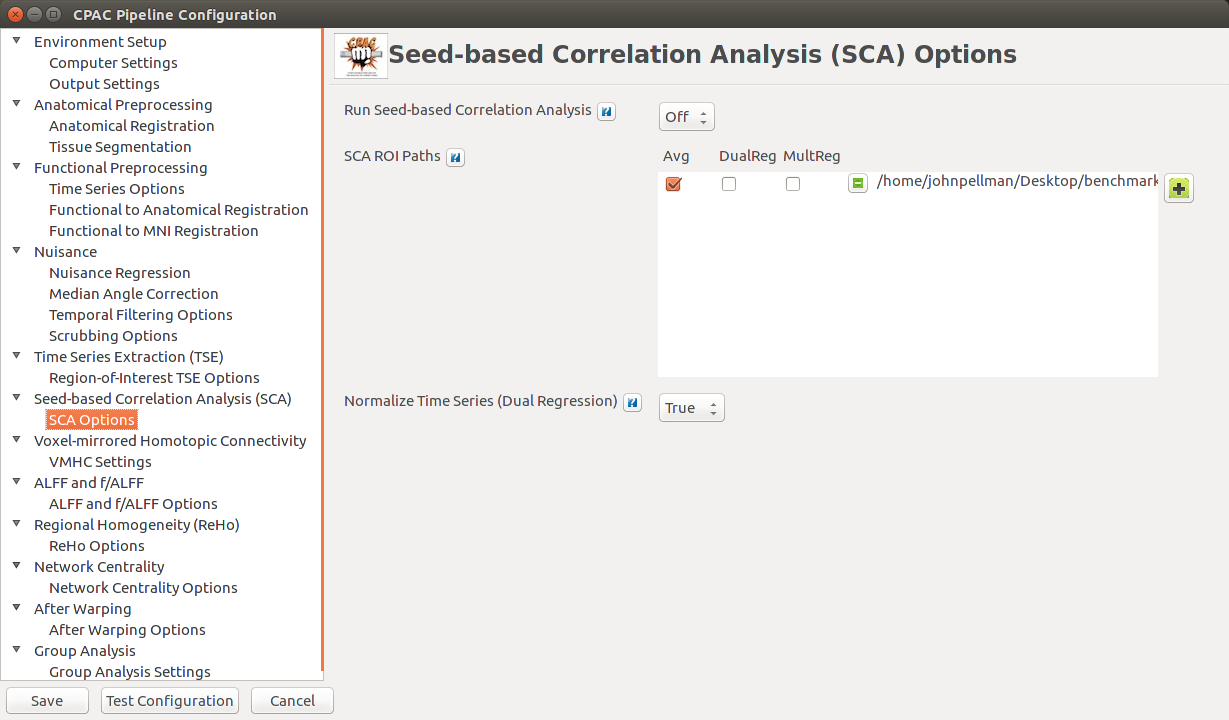 CPAC Pipeline Configuration
Environment Setup
Computer Settings
Output Settings
Anatomical Preprocessing
Anatomical Registration
Tissue Segmentation
Functional Preprocessing
Time Series Options
Functional to Anatomical Registration
Functional to MNI Registration
Nuisance
Nuisance Regression
Median Angle Correction
Temporal Filtering Options
Scrubbing Options
Time Series Extraction (TSE)
Region-of-Interest TSE Options
Seed-based Correlation Analysis (SCA)
SCA Options
Voxel-mirrored Homotopic Connectivity
VMHC Settings
ALFF and f/ALFF
ALFF and f/ALFF Options
Regional Homogeneity (ReHo)
ReHo Options
Network Centrality
Network Centrality Options
After Warping
After Warping Options
Group Analysis
Group Analysis Settings
Save Test Configuration Cancel
CPAC
Seed-based Correlation Analysis (SCA) Options
Run Seed-based Correlation Analysis ? Off
SCA ROI Paths ? Avg DualReg MultReg
/home/johnpellman/Desktop/benchmark
Normalize Time Series (Dual Regression) ? True